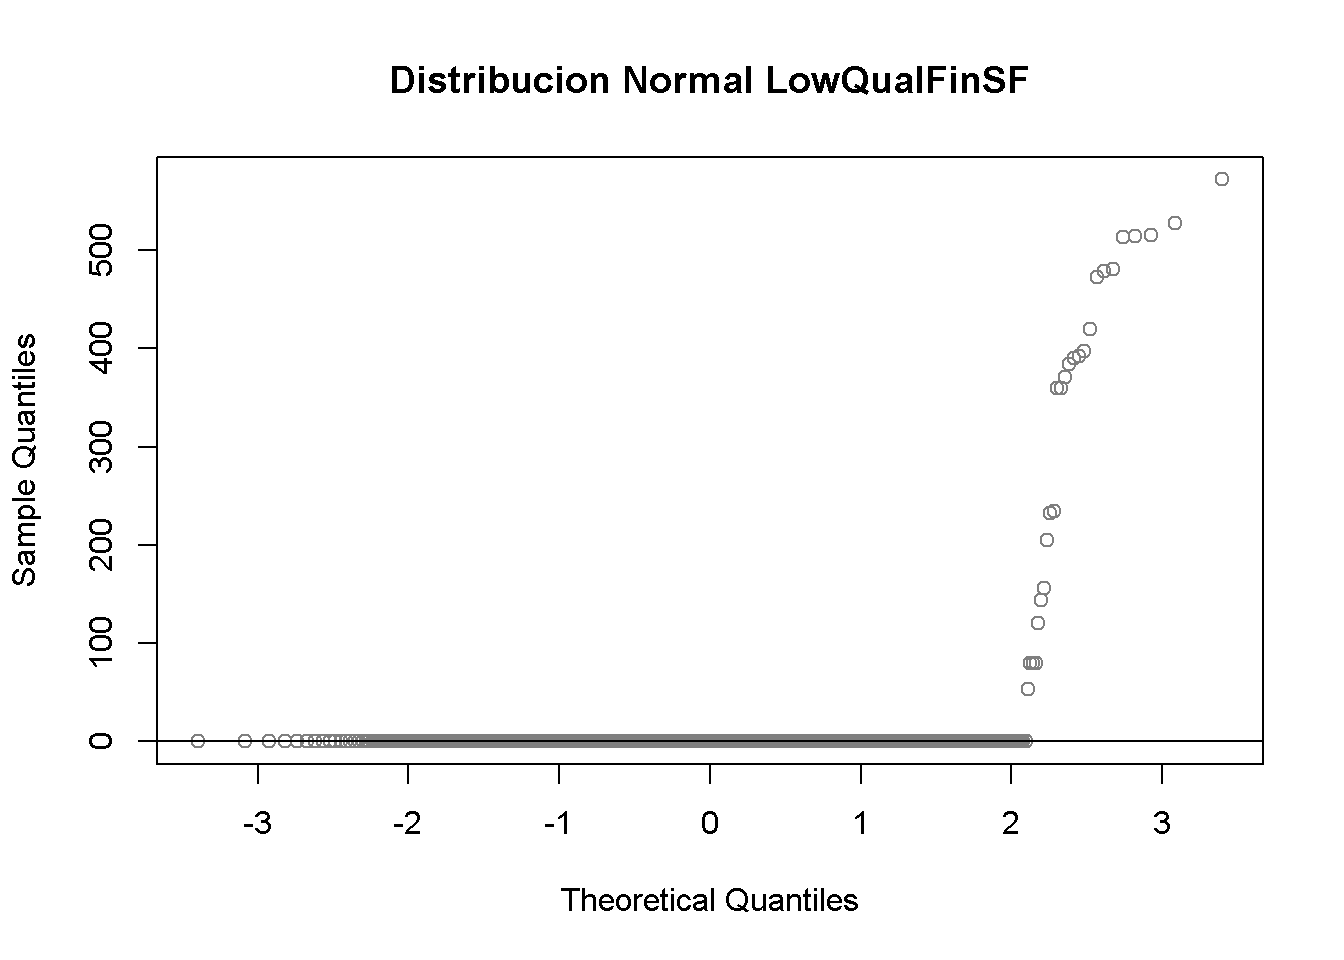 Distribucion Normal LowQualFinSF
Sample Quantiles
500
400
300
200
100
0
-3 -2 -1 0 1 2 3
Theoretical Quantiles